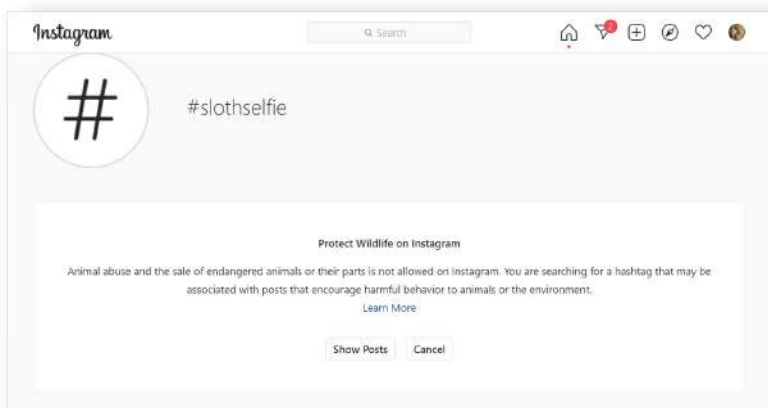 Instagram
Search
2
#
#slothselfie
Protect Wildlife on Instagram
Animal abuse and the sale of endangered animals or their parts is not allowed on Instagram. You are searching for a hashtag that may be
associated with posts that encourage harmful behavior to animals or the environment.
Learn More
Show Posts Cancel